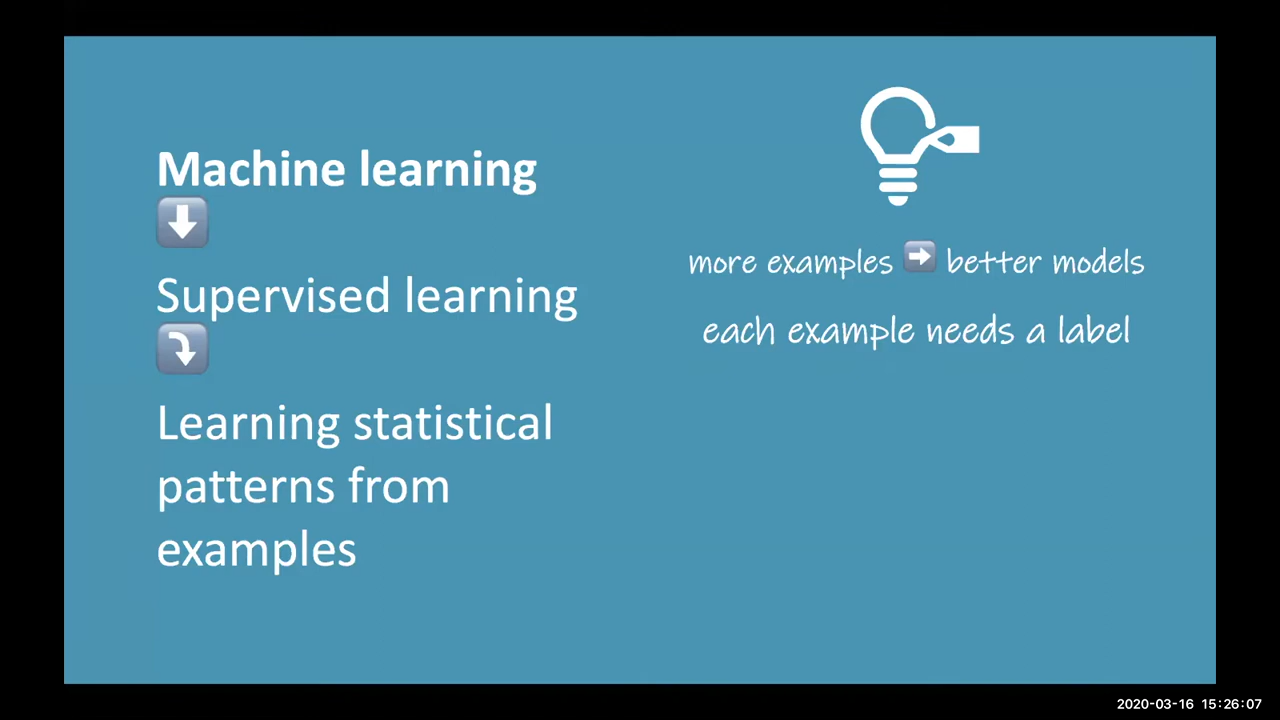 Machine learning
⬇
Supervised learning
⤵
Learning statistical
patterns from
examples
more examples ➡ better models
each example needs a label
2020-03-16 15:26:07